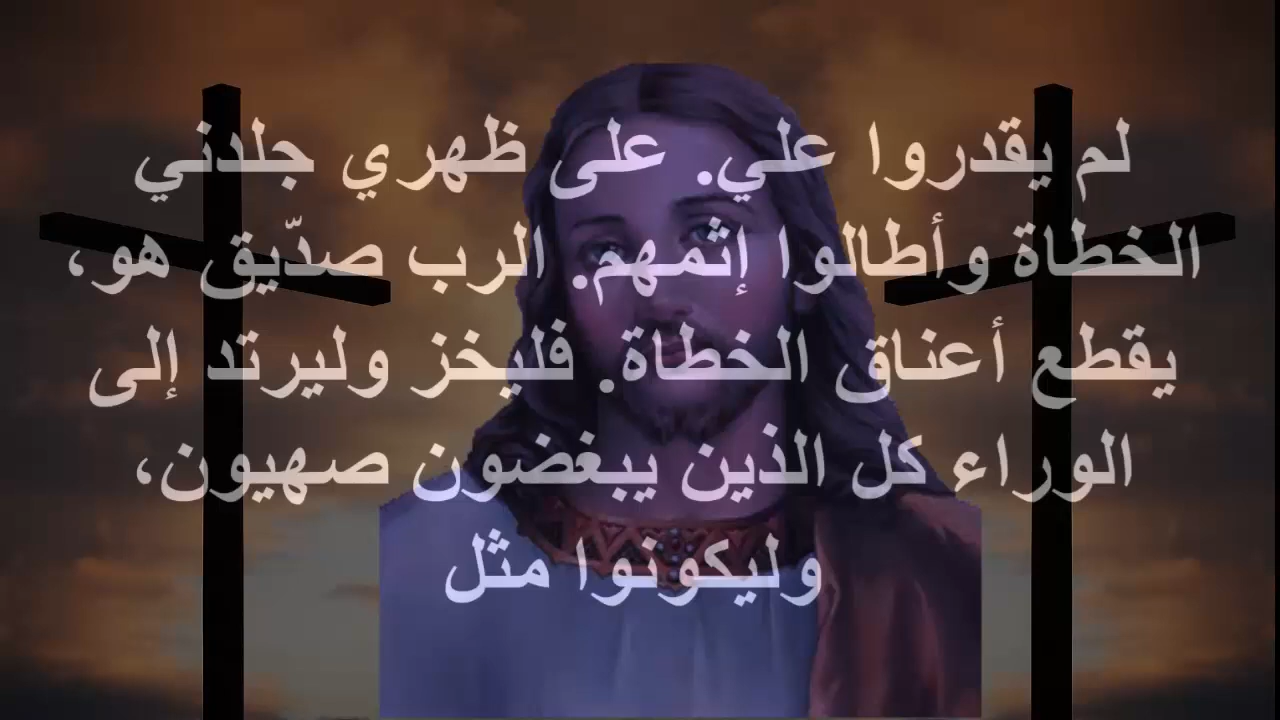 لم يقدروا علي. على ظهري جلدني
الخطاة وأطالوا إثمهم. الرب صدّيق هو،
يقطع أعناق الخطاة. فليخز وليرتد إلى
الوراء كل الذين يبغضون صهيون،
وليكونوا مثل